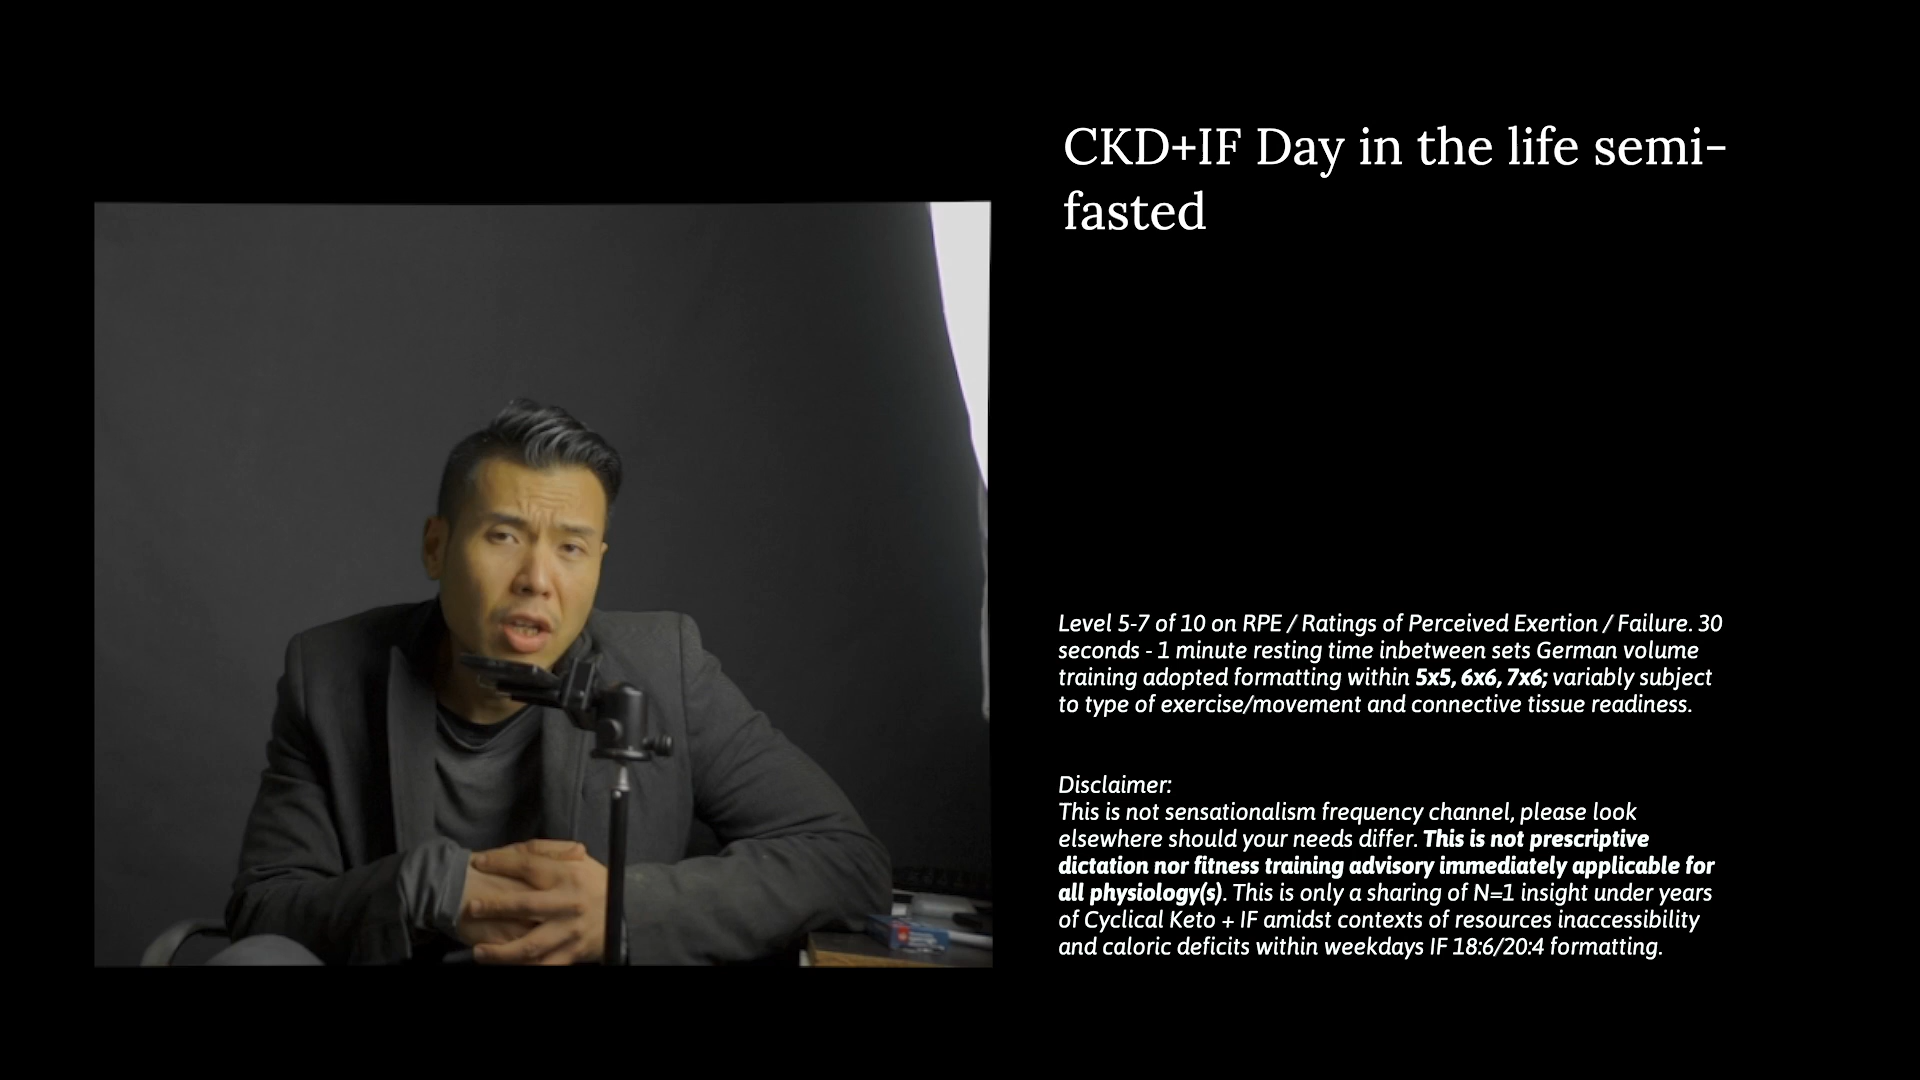 CKD+IF Day in the life semi-
fasted
Level 5-7 of 10 on RPE / Ratings of Perceived Exertion / Failure. 30
seconds - 1 minute resting time inbetween sets German volume
training adopted formatting within 5x5, 6x6, 7x6; variably subject
to type of exercise/movement and connective tissue readiness.
Disclaimer:
This is not sensationalism frequency channel, please look
elsewhere should your needs differ. This is not prescriptive
dictation nor fitness training advisory immediately applicable for
all physiology(s). This is only a sharing of N=1 insight under years
of Cyclical Keto + IF amidst contexts of resources inaccessibility
and caloric deficits within weekdays IF 18:6/20:4 formatting.